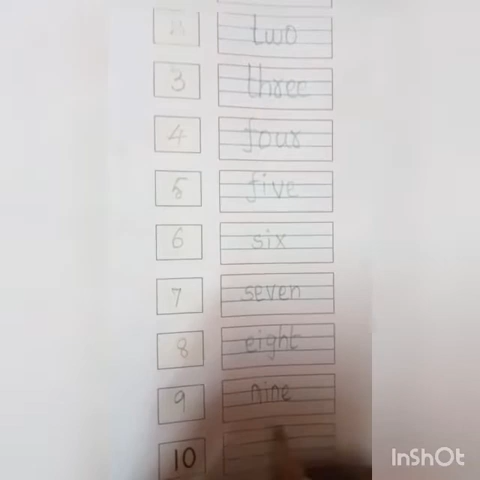 two
3 three
4 four
5 five
6 six
7 seven
8 eight
9 nine
10
InShOt